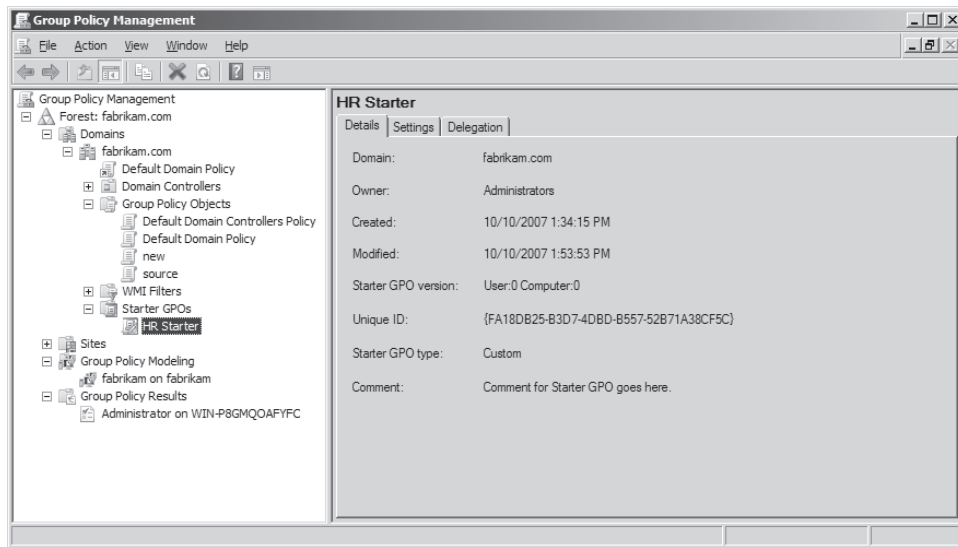 Group Policy Management
File Action View Window Help
Group Policy Management
Forest: fabrikam.com
Domains
fabrikam.com
Default Domain Policy
Domain Controllers
Group Policy Objects
Default Domain Controllers Policy
Default Domain Policy
new
source
WMI Filters
Starter GPOs
HR Starter
Sites
Group Policy Modeling
fabrikam on fabrikam
Group Policy Results
Administrator on WIN-P8GMQOAFYFC
HR Starter
Details Settings Delegation
Domain: fabrikam.com
Owner: Administrators
Created: 10/10/2007 1:34:15 PM
Modified: 10/10/2007 1:53:53 PM
Starter GPO version: User:0 Computer:0
Unique ID: {FA18DB25-B3D7-4DBD-B557-52B71A38CF5C}
Starter GPO type: Custom
Comment: Comment for Starter GPO goes here.